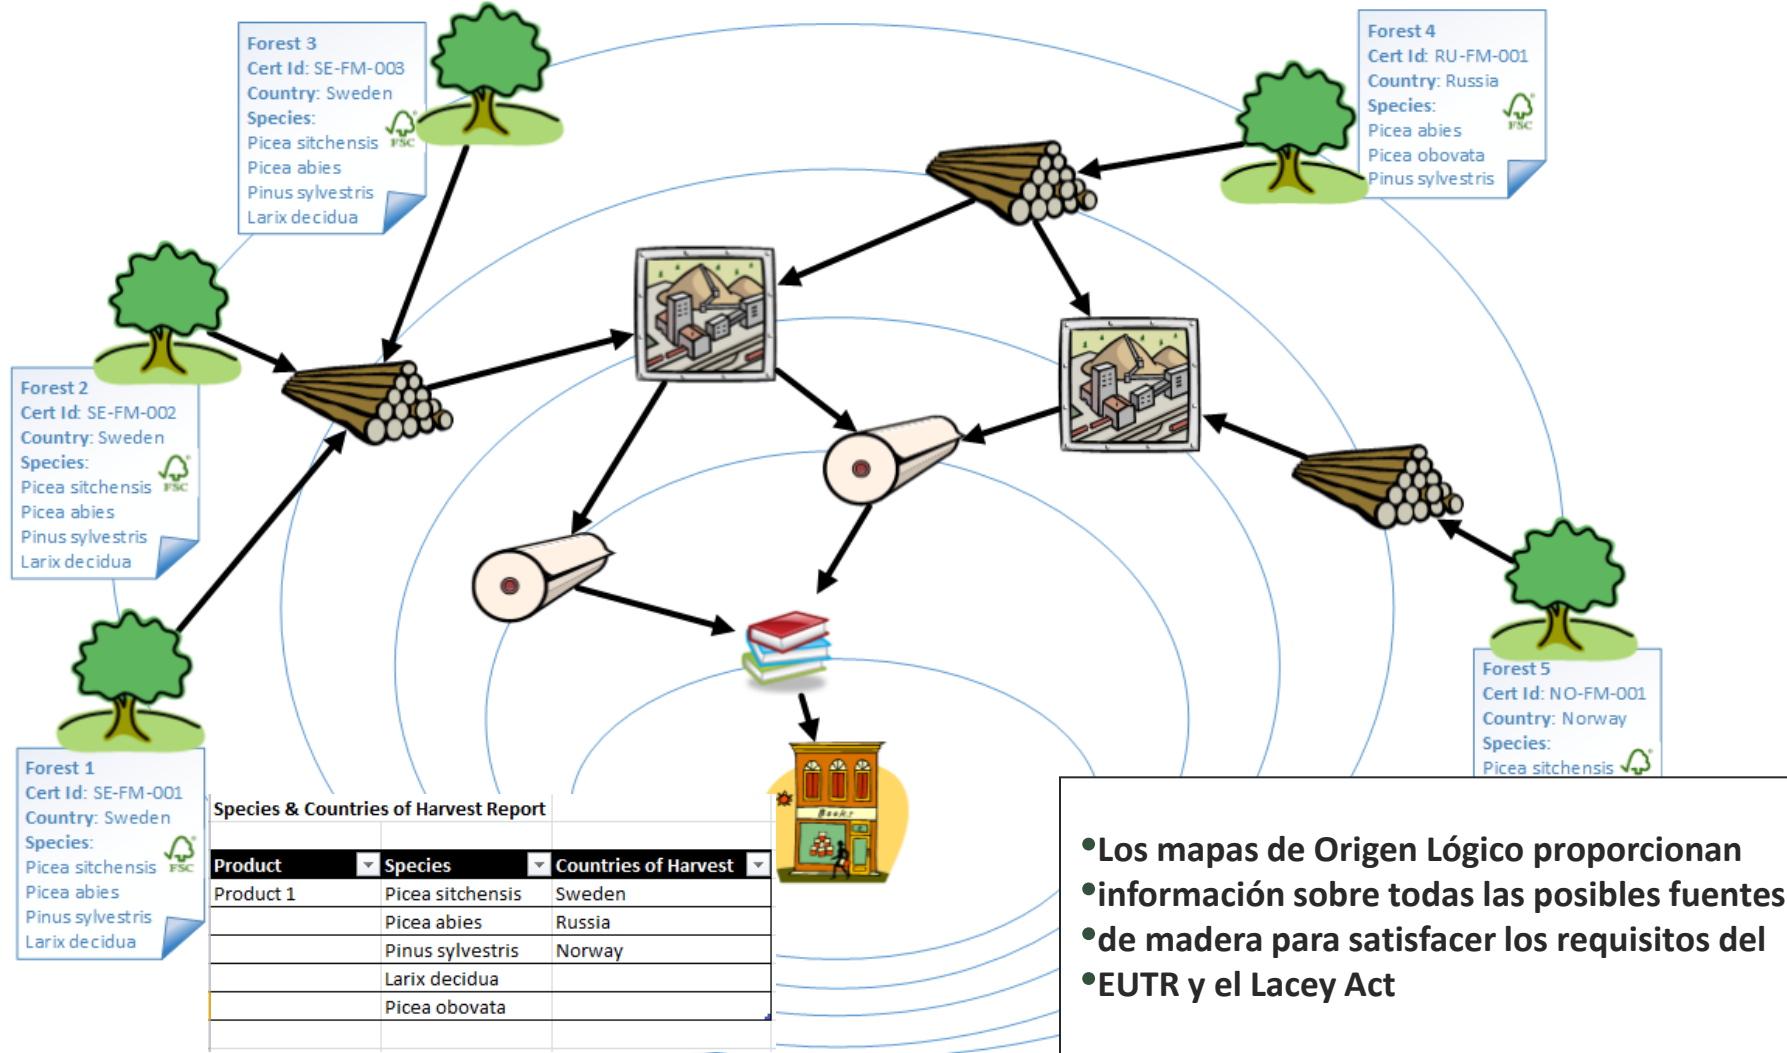 Forest 3
Cert Id: SE-FM-003
Country: Sweden
Species:
Picea sitchensis
Picea abies
Pinus sylvestris
Larix decidua
FSC
Forest 4
Cert Id: RU-FM-001
Country: Russia
Species:
Picea abies
Picea obovata
Pinus sylvestris
FSC
Forest 2
Cert Id: SE-FM-002
Country: Sweden
Species:
Picea sitchensis
Picea abies
Pinus sylvestris
Larix decidua
FSC
Forest 5
Cert Id: NO-FM-001
Country: Norway
Species:
Picea sitchensis
Forest 1
Cert Id: SE-FM-001
Country: Sweden
Species:
Picea sitchensis
Picea abies
Pinus sylvestris
Larix decidua
FSC
Books
Species & Countries of Harvest Report
Product Species Countries of Harvest
Product 1 Picea sitchensis Sweden
Picea abies Russia
Pinus sylvestris Norway
Larix decidua
Picea obovata
•Los mapas de Origen Lógico proporcionan
•información sobre todas las posibles fuentes
•de madera para satisfacer los requisitos del
•EUTR y el Lacey Act